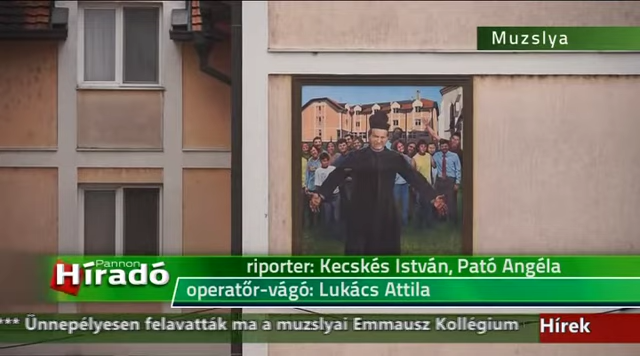 Muzslya
Pannon
Híradó
riporter: Kecskés István, Pató Angéla
operatőr-vágó: Lukács Attila
*** Ünnepélyesen felavatták ma a muzslyai Emmausz Kollégium
Hírek